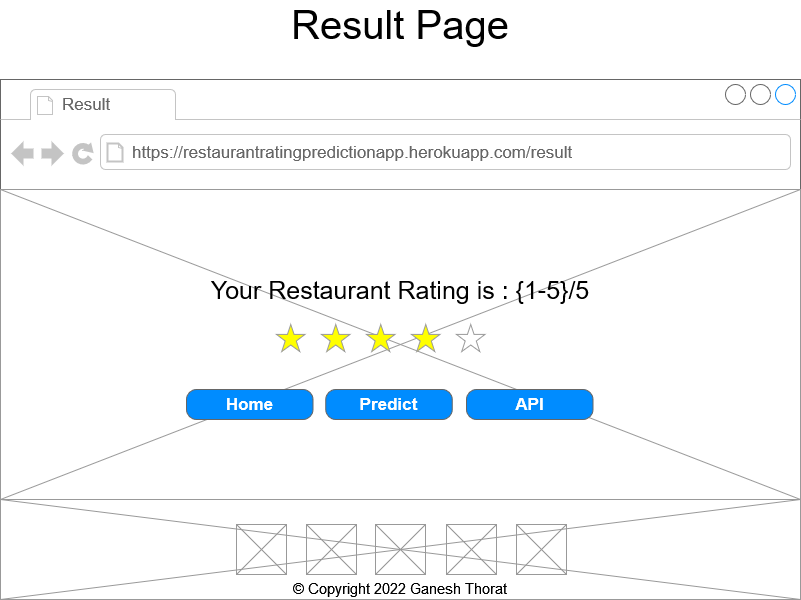 Result Page
Result
https://restaurantratingpredictionapp.herokuapp.com/result
Your Restaurant Rating is : {1-5}/5
Home Predict API
© Copyright 2022 Ganesh Thorat